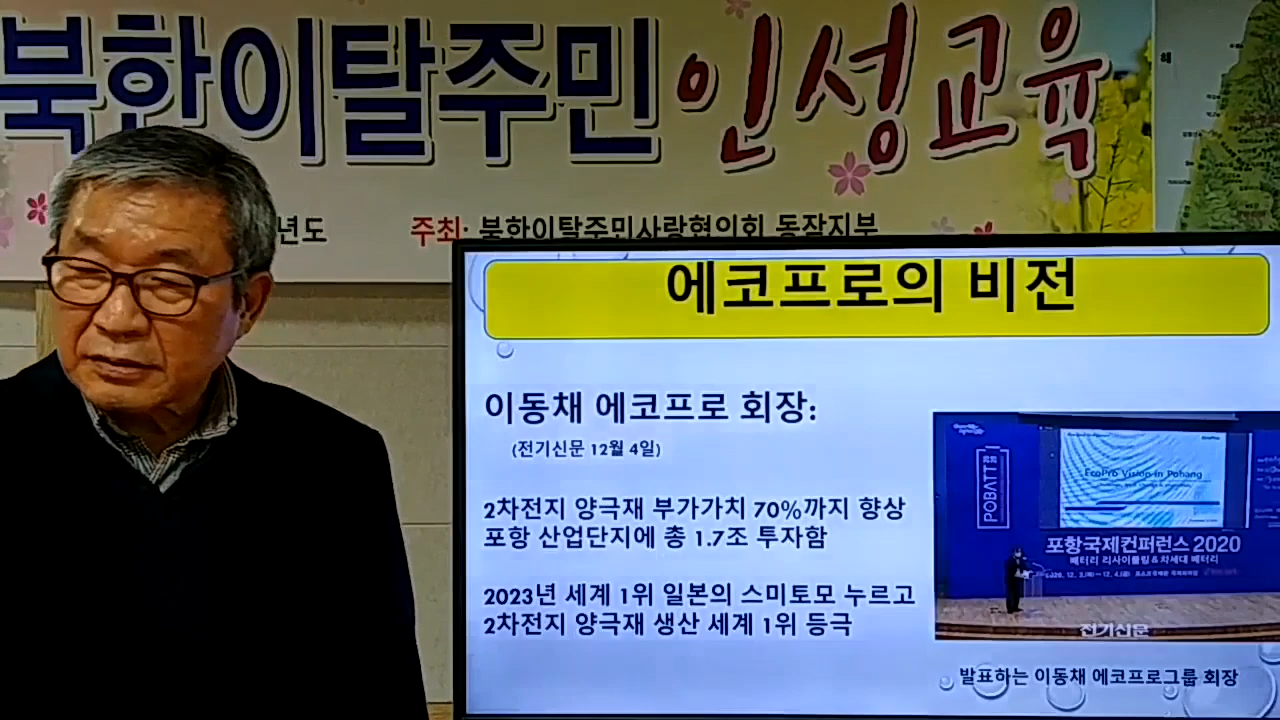 북한이탈주민 인성교육
년도 주최: 북한이탈주민사랑협의회 동작지부
에코프로의 비전
이동채 에코프로 회장:
(전기신문 12월 4일)
2차전지 양극재 부가가치 70%까지 향상
포항 산업단지에 총 1.7조 투자함
2023년 세계 1위 일본의 스미토모 누르고
2차전지 양극재 생산 세계 1위 등극
POBATT
EcoPro Vision in Pohang
포항국제컨퍼런스 2020
배터리 리사이클링 & 차세대 배터리
전기신문
발표하는 이동채 에코프로그룹 회장